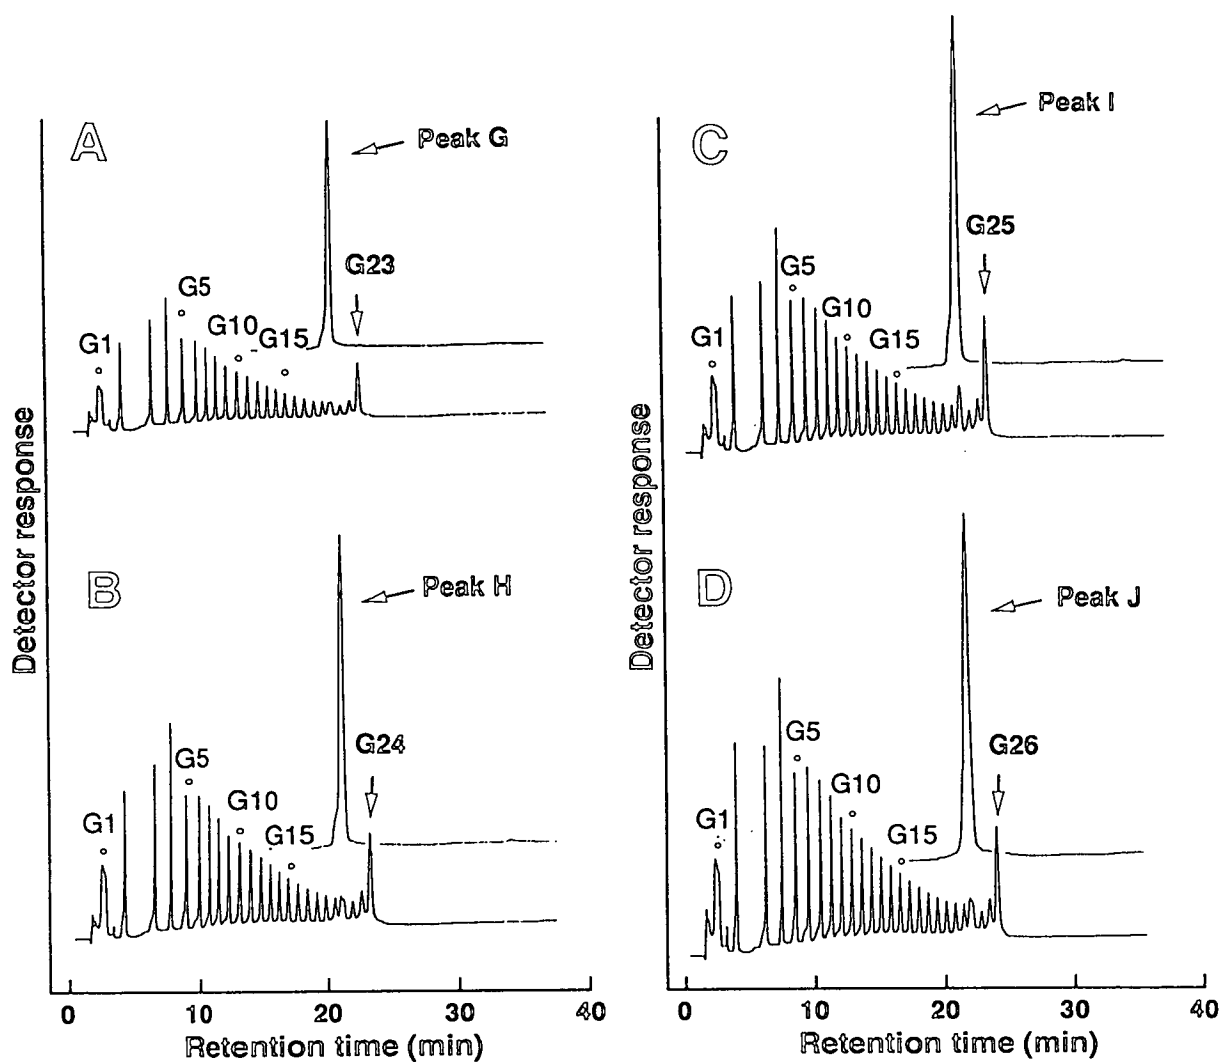 A
Peak G
G23
G5
G10
G15
G1
Detector response
B
Peak H
G24
G5
G10
G15
G1
0 10 20 30 40
Retention time (min)
C
Peak I
G25
G5
G10
G15
G1
Detector response
D
Peak J
G26
G5
G10
G15
G1
0 10 20 30 40
Retention time (min)